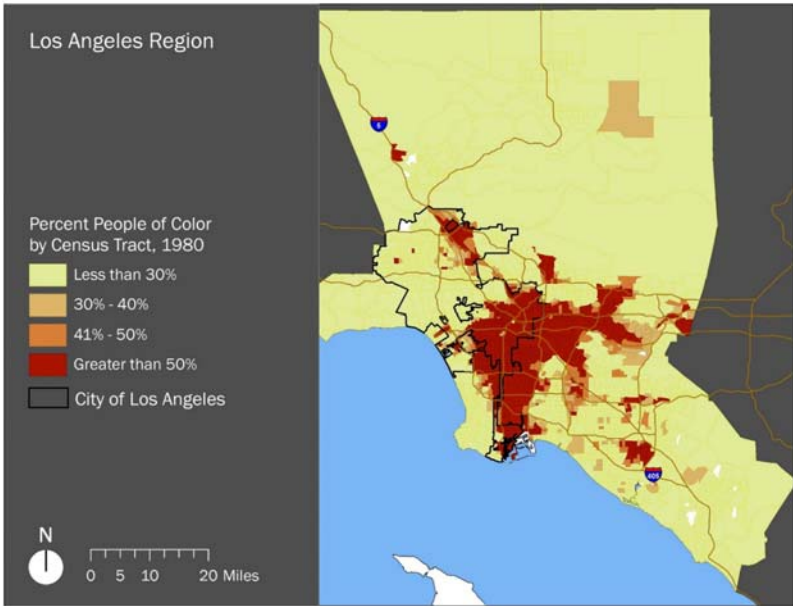 Los Angeles Region
5
Percent People of Color
by Census Tract, 1980
Less than 30%
30% - 40%
41% - 50%
Greater than 50%
City of Los Angeles
405
N
0 5 10 20 Miles